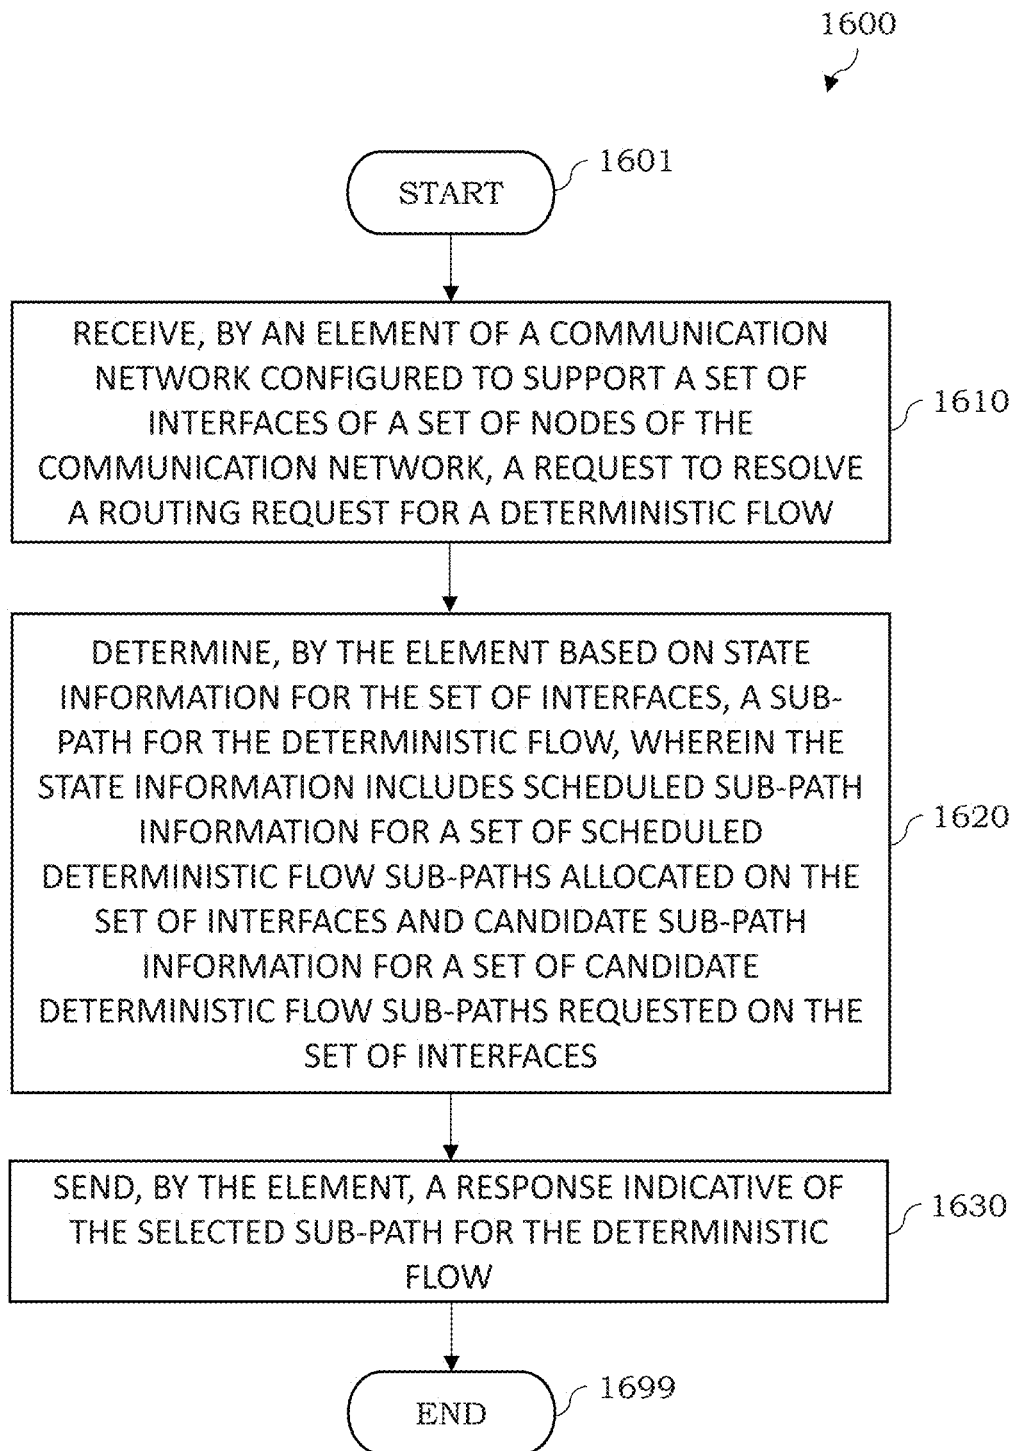 1600
START
1601
RECEIVE, BY AN ELEMENT OF A COMMUNICATION
NETWORK CONFIGURED TO SUPPORT A SET OF
INTERFACES OF A SET OF NODES OF THE
COMMUNICATION NETWORK, A REQUEST TO RESOLVE
A ROUTING REQUEST FOR A DETERMINISTIC FLOW
1610
DETERMINE, BY THE ELEMENT BASED ON STATE
INFORMATION FOR THE SET OF INTERFACES, A SUB-
PATH FOR THE DETERMINISTIC FLOW, WHEREIN THE
STATE INFORMATION INCLUDES SCHEDULED SUB-PATH
INFORMATION FOR A SET OF SCHEDULED
DETERMINISTIC FLOW SUB-PATHS ALLOCATED ON THE
SET OF INTERFACES AND CANDIDATE SUB-PATH
INFORMATION FOR A SET OF CANDIDATE
DETERMINISTIC FLOW SUB-PATHS REQUESTED ON THE
SET OF INTERFACES
1620
SEND, BY THE ELEMENT, A RESPONSE INDICATIVE OF
THE SELECTED SUB-PATH FOR THE DETERMINISTIC
FLOW
1630
END
1699